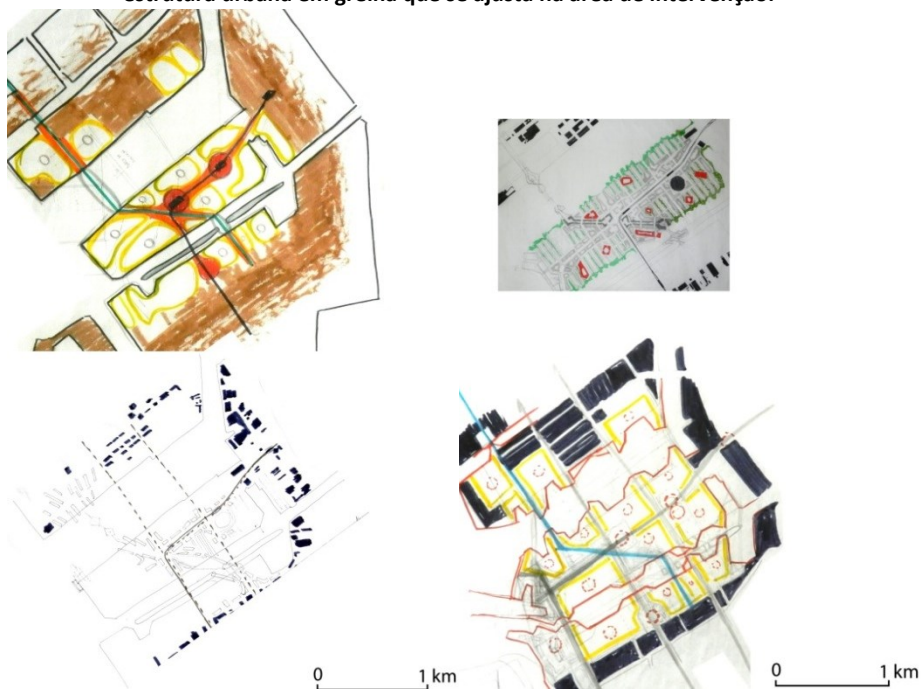 estrutura urbana em grelha que se ajusta na área de intervenção.
0 1 km
0 1 km